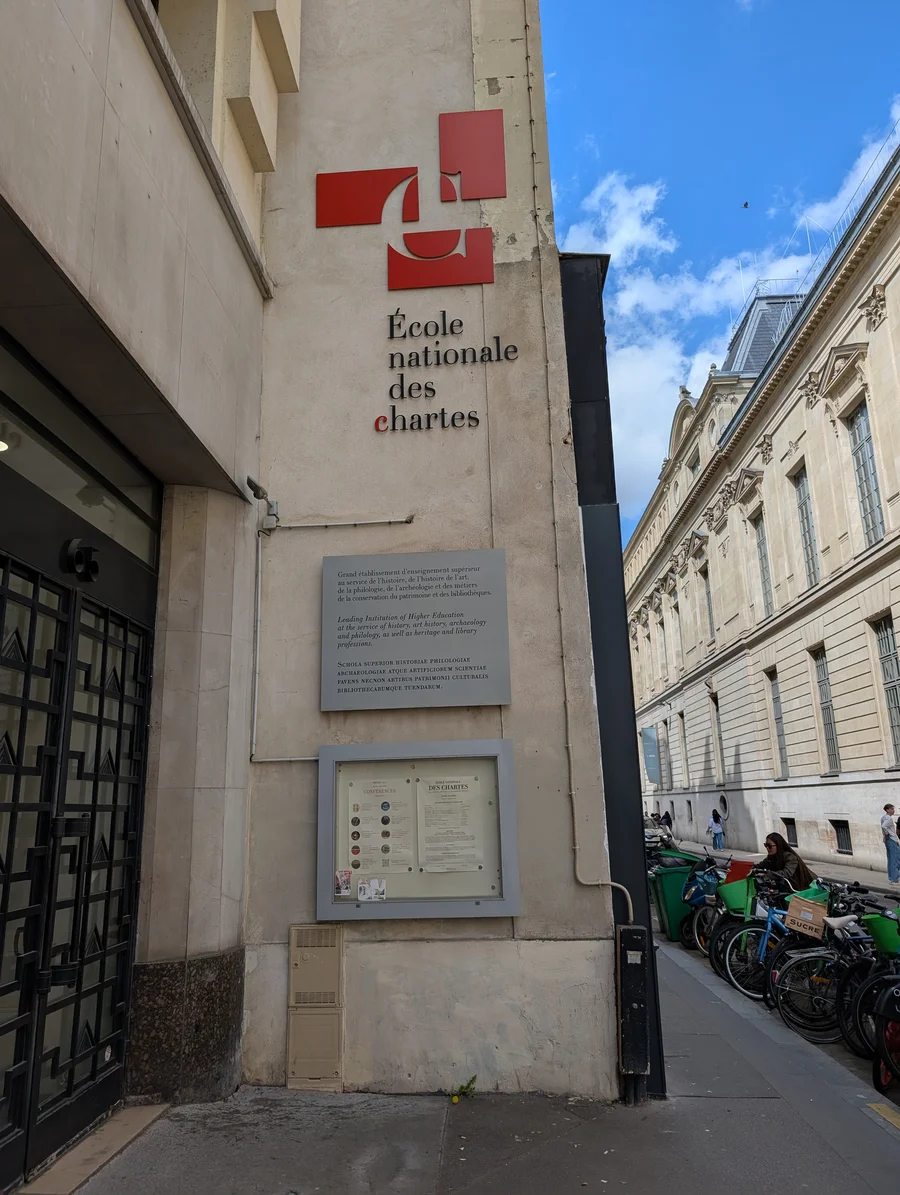 École
nationale
des
chartes
65
Grand établissement d'enseignement supérieur
au service de l'histoire, de l'histoire de l'art,
de la philologie, de l'archéologie et des métiers
de la conservation du patrimoine et des bibliothèques.
Leading Institution of Higher Education
at the service of history, art history, archaeology
and philology, as well as heritage and library
professions.
SCHOLA SUPERIOR HISTORIAE PHILOLOGIAE
ARCHAEOLOGIAE ATQUE ARTIFICIORUM SCIENTIAE
FAVENS NECNON ARTIBUS PATRIMONII CULTURALIS
BIBLIOTHECARUMQUE TUENDARUM.
CONFÉRENCES
DES CHARTES
SUCRE